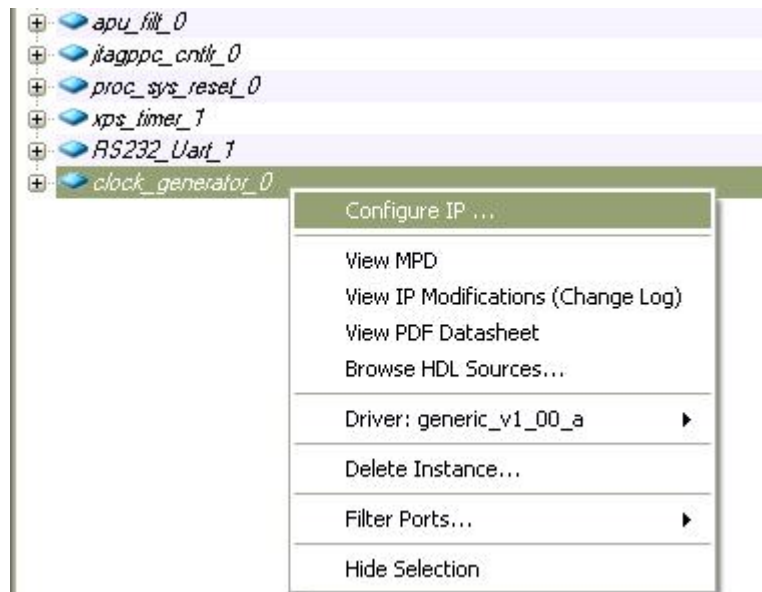 apu_filt_0
jtagppc_cntlr_0
proc_sys_reset_0
xps_timer_1
RS232_Uart_1
clock_generator_0
Configure IP ...
View MPD
View IP Modifications (Change Log)
View PDF Datasheet
Browse HDL Sources...
Driver: generic_v1_00_a
Delete Instance...
Filter Ports...
Hide Selection